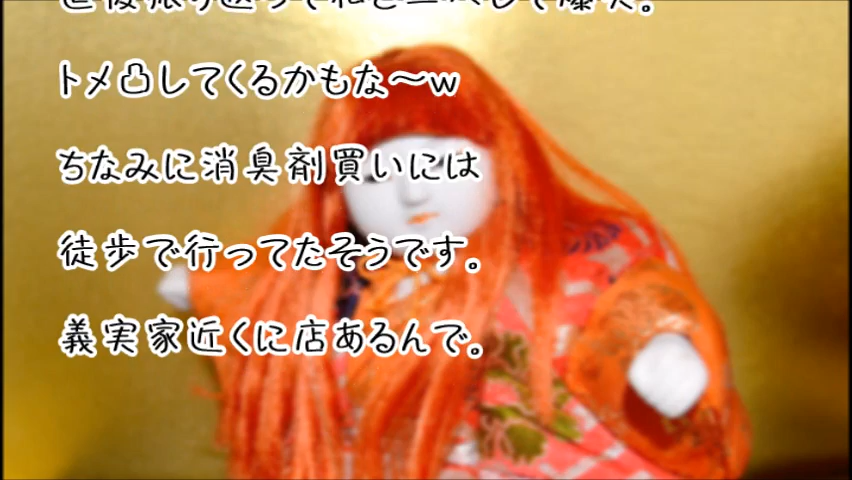 トメ凸してくるかもな～w
ちなみに消臭剤買いには
徒歩で行ってたそうです。
義実家近くに店あるんで。